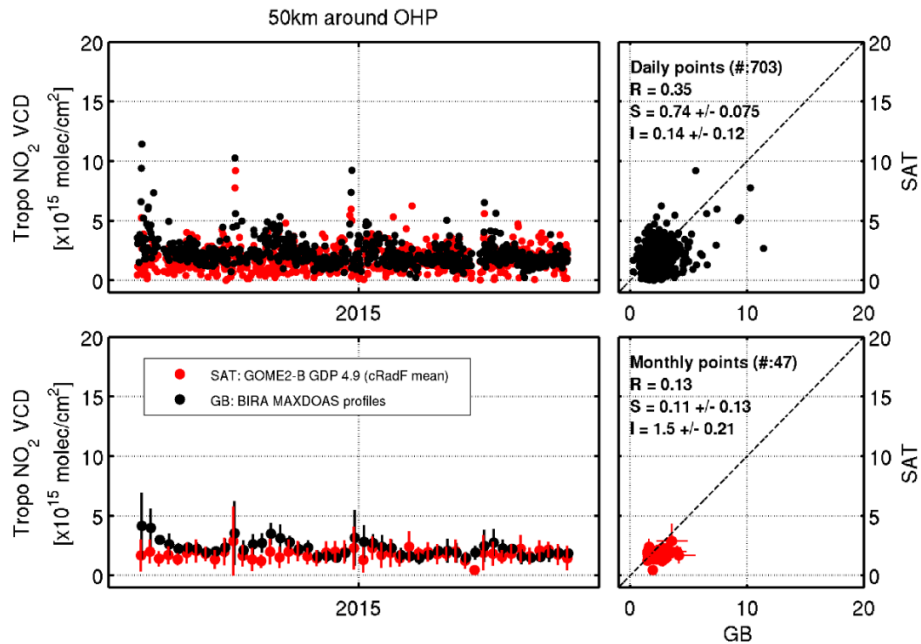 50km around OHP
Tropo NO2 VCD
[x10^15 molec/cm^2]
20
15
10
5
0
2015
Daily points (#:703)
R = 0.35
S = 0.74 +/- 0.075
I = 0.14 +/- 0.12
20
15
10
5
0
SAT
0
10
20
Tropo NO2 VCD
[x10^15 molec/cm^2]
20
15
10
5
0
SAT: GOME2-B GDP 4.9 (cRadF mean)
GB: BIRA MAXDOAS profiles
2015
Monthly points (#:47)
R = 0.13
S = 0.11 +/- 0.13
I = 1.5 +/- 0.21
20
15
10
5
0
SAT
0
10
20
GB